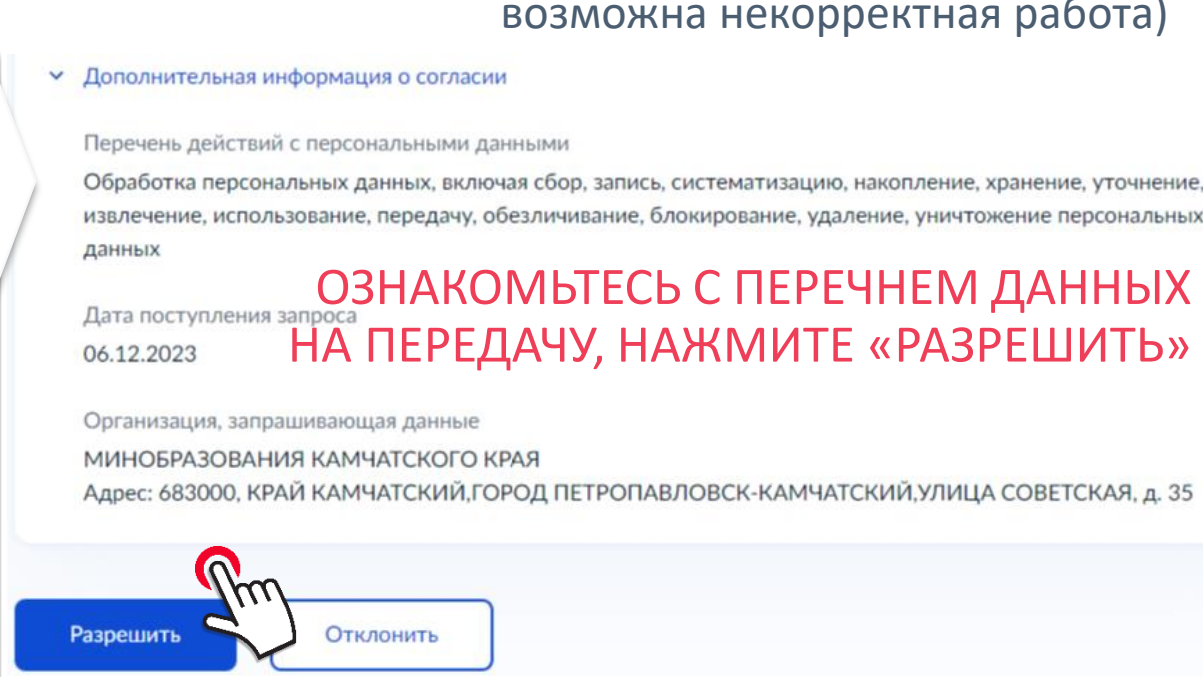 возможна некорректная работа)
Дополнительная информация о согласии
Перечень действий с персональными данными
Обработка персональных данных, включая сбор, запись, систематизацию, накопление, хранение, уточнение,
извлечение, использование, передачу, обезличивание, блокирование, удаление, уничтожение персональных
данных
ОЗНАКОМЬТЕСЬ С ПЕРЕЧНЕМ ДАННЫХ
НА ПЕРЕДАЧУ, НАЖМИТЕ «РАЗРЕШИТЬ»
Дата поступления запроса
06.12.2023
Организация, запрашивающая данные
МИНОБРАЗОВАНИЯ КАМЧАТСКОГО КРАЯ
Адрес: 683000, КРАЙ КАМЧАТСКИЙ,ГОРОД ПЕТРОПАВЛОВСК-КАМЧАТСКИЙ,УЛИЦА СОВЕТСКАЯ, д. 35
Разрешить
Отклонить